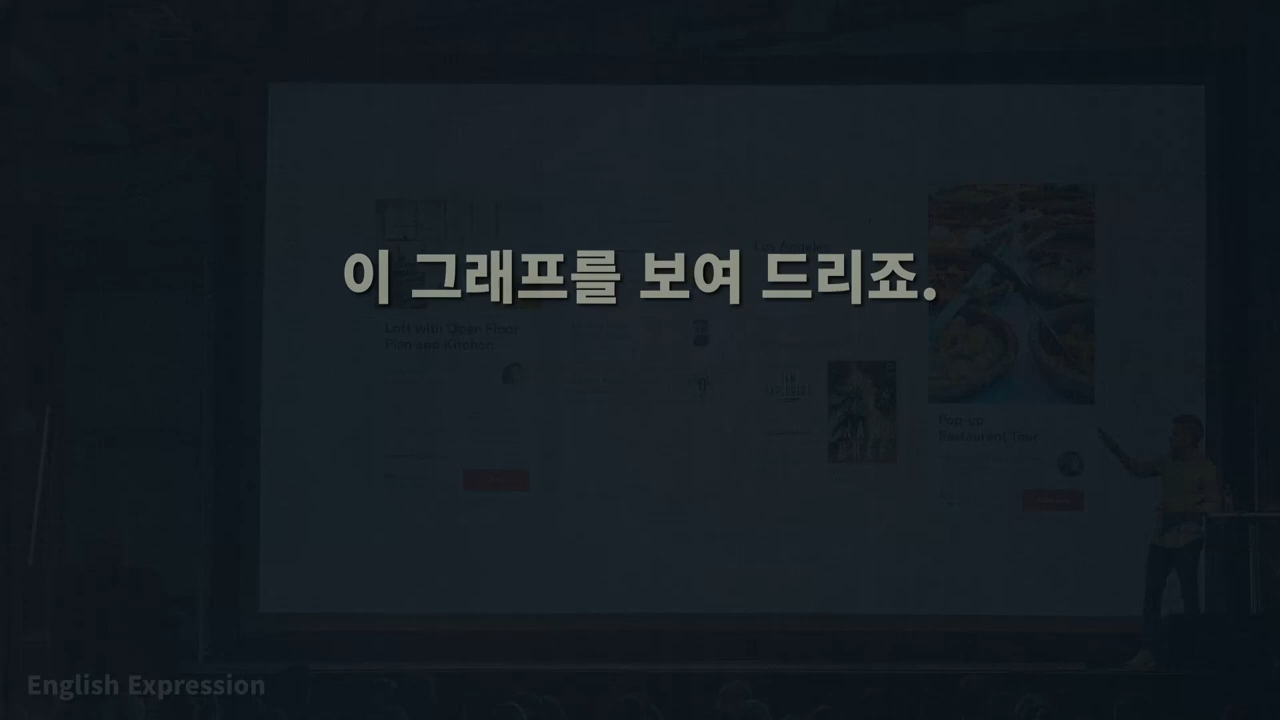 Los Angeles
이 그래프를 보여 드리죠.
Loft with Open Floor
Plan and Kitchen
Pop-up
Restaurant Tour
English Expression